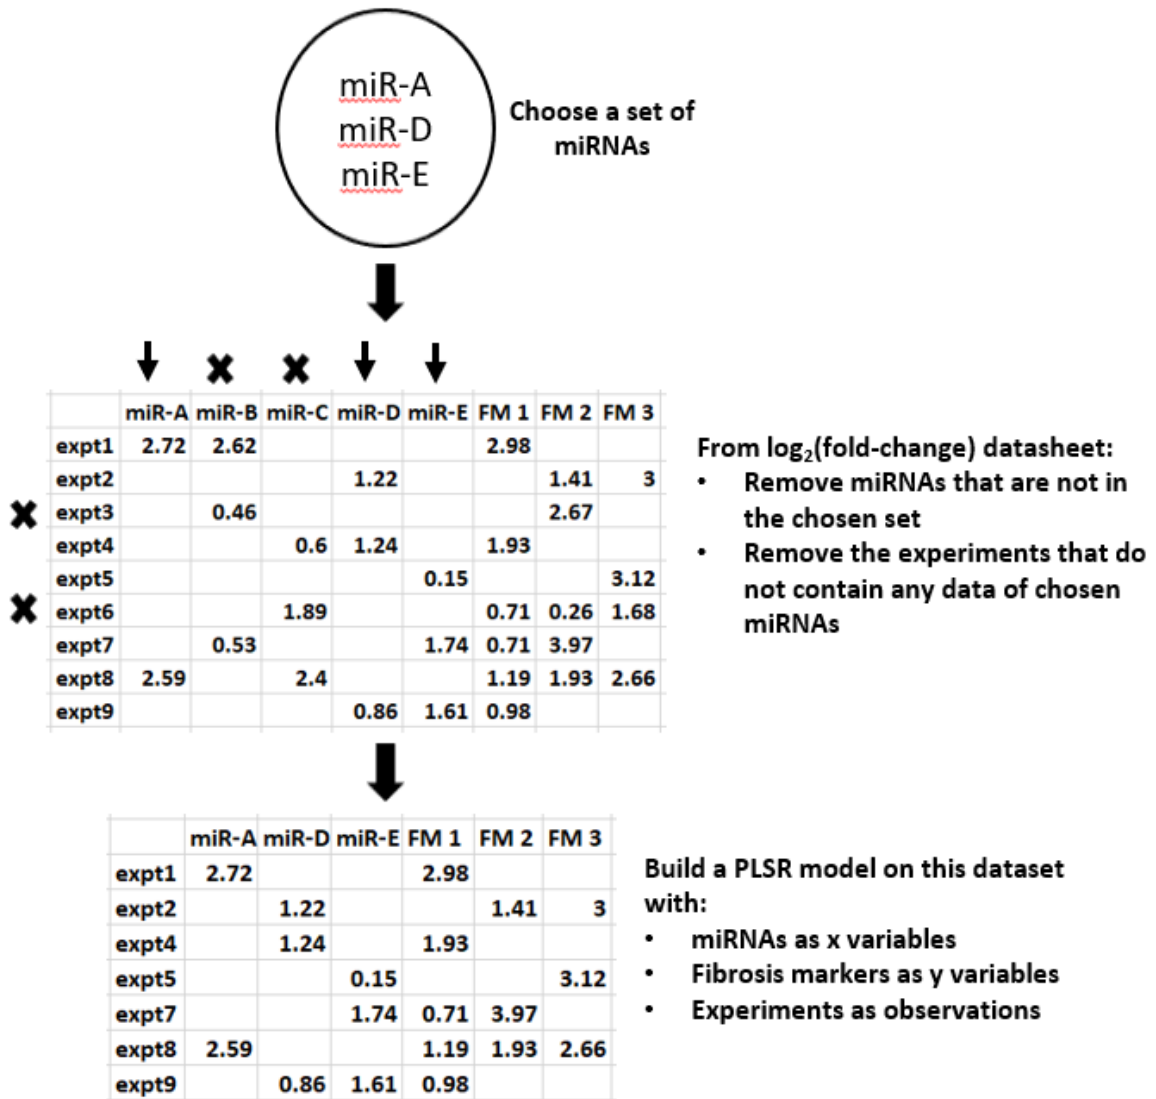 miR-A
miR-D
miR-E
Choose a set of
miRNAs
miR-A miR-B miR-C miR-D miR-E FM 1 FM 2 FM 3
expt1 2.72 2.62 2.98
expt2 1.22 1.41 3
expt3 0.46 2.67
expt4 0.6 1.24 1.93
expt5 0.15 3.12
expt6 1.89 0.71 0.26 1.68
expt7 0.53 1.74 0.71 3.97
expt8 2.59 2.4 1.19 1.93 2.66
expt9 0.86 1.61 0.98
From log₂(fold-change) datasheet:
• Remove miRNAs that are not in
the chosen set
• Remove the experiments that do
not contain any data of chosen
miRNAs
miR-A miR-D miR-E FM 1 FM 2 FM 3
expt1 2.72 2.98
expt2 1.22 1.41 3
expt4 1.24 1.93
expt5 0.15 3.12
expt7 1.74 0.71 3.97
expt8 2.59 1.19 1.93 2.66
expt9 0.86 1.61 0.98
Build a PLSR model on this dataset
with:
• miRNAs as x variables
• Fibrosis markers as y variables
• Experiments as observations